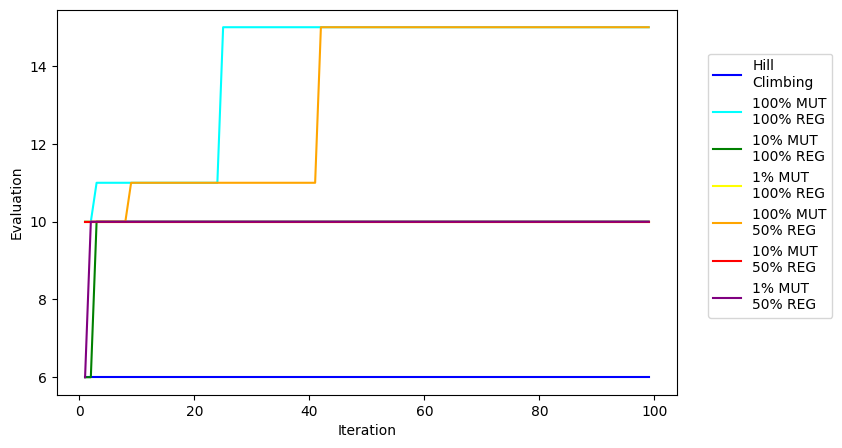 14
12
10
8
6
Evaluation
0
20
40
60
80
100
Iteration
Hill
Climbing
100% MUT
100% REG
10% MUT
100% REG
1% MUT
100% REG
100% MUT
50% REG
10% MUT
50% REG
1% MUT
50% REG